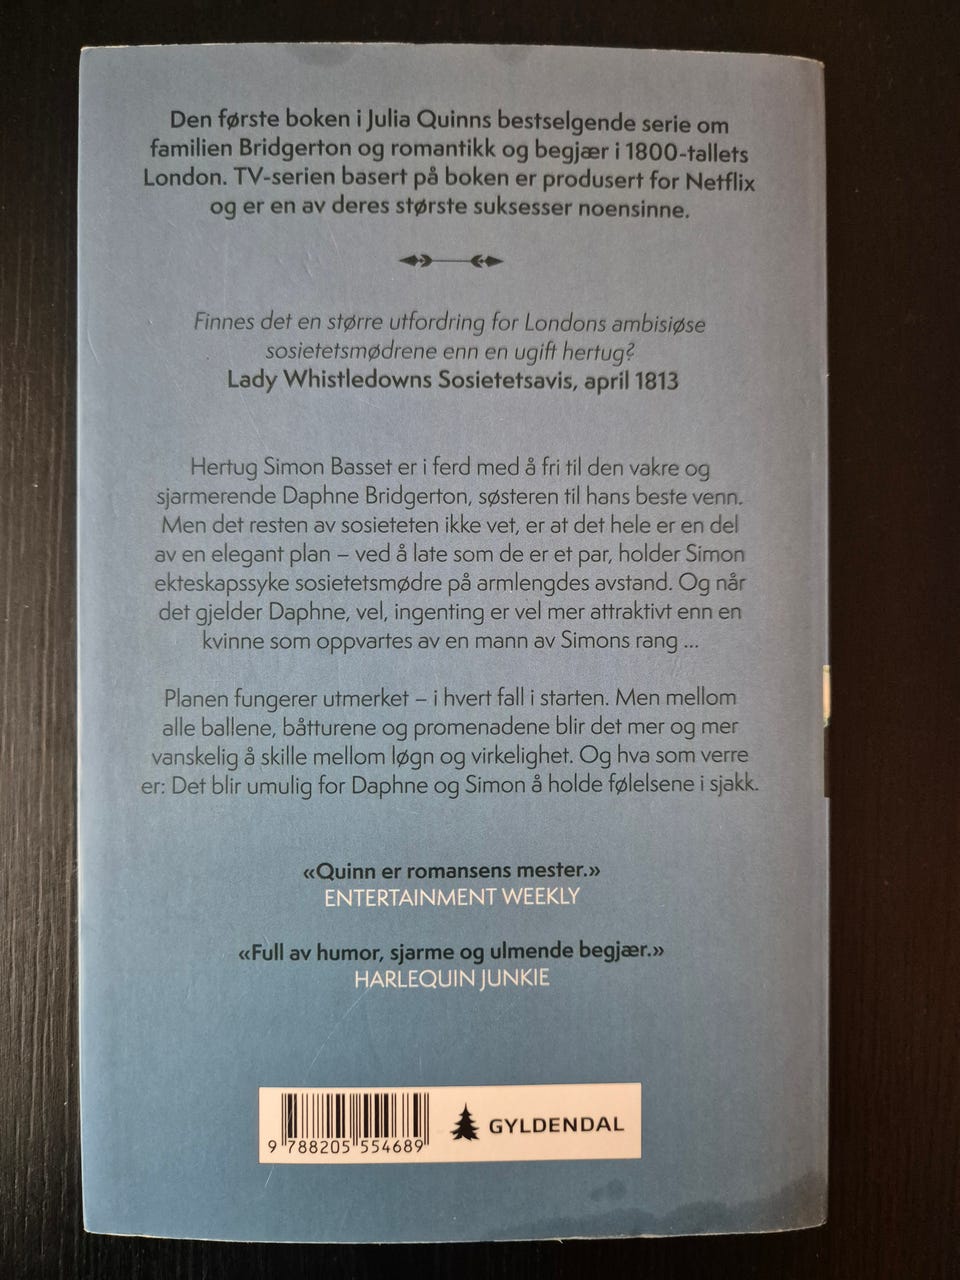 Den første boken i Julia Quinns bestselgende serie om
familien Bridgerton og romantikk og begjær i 1800-tallets
London. TV-serien basert på boken er produsert for Netflix
og er en av deres største suksesser noensinne.
Finnes det en større utfordring for Londons ambisiøse
sosietetsmødrene enn en ugift hertug?
Lady Whistledowns Sosietetsavis, april 1813
Hertug Simon Basset er i ferd med å fri til den vakre og
sjarmerende Daphne Bridgerton, søsteren til hans beste venn.
Men det resten av sosieteten ikke vet, er at det hele er en del
av en elegant plan – ved å late som de er et par, holder Simon
ekteskapssyke sosietetsmødre på armlengdes avstand. Og når
det gjelder Daphne, vel, ingenting er vel mer attraktivt enn en
kvinne som oppvartes av en mann av Simons rang ...
Planen fungerer utmerket – i hvert fall i starten. Men mellom
alle ballene, båtturene og promenadene blir det mer og mer
vanskelig å skille mellom løgn og virkelighet. Og hva som verre
er: Det blir umulig for Daphne og Simon å holde følelsene i sjakk.
«Quinn er romansens mester.»
ENTERTAINMENT WEEKLY
«Full av humor, sjarme og ulmende begjær.»
HARLEQUIN JUNKIE
9 788205 554689
GYLDENDAL